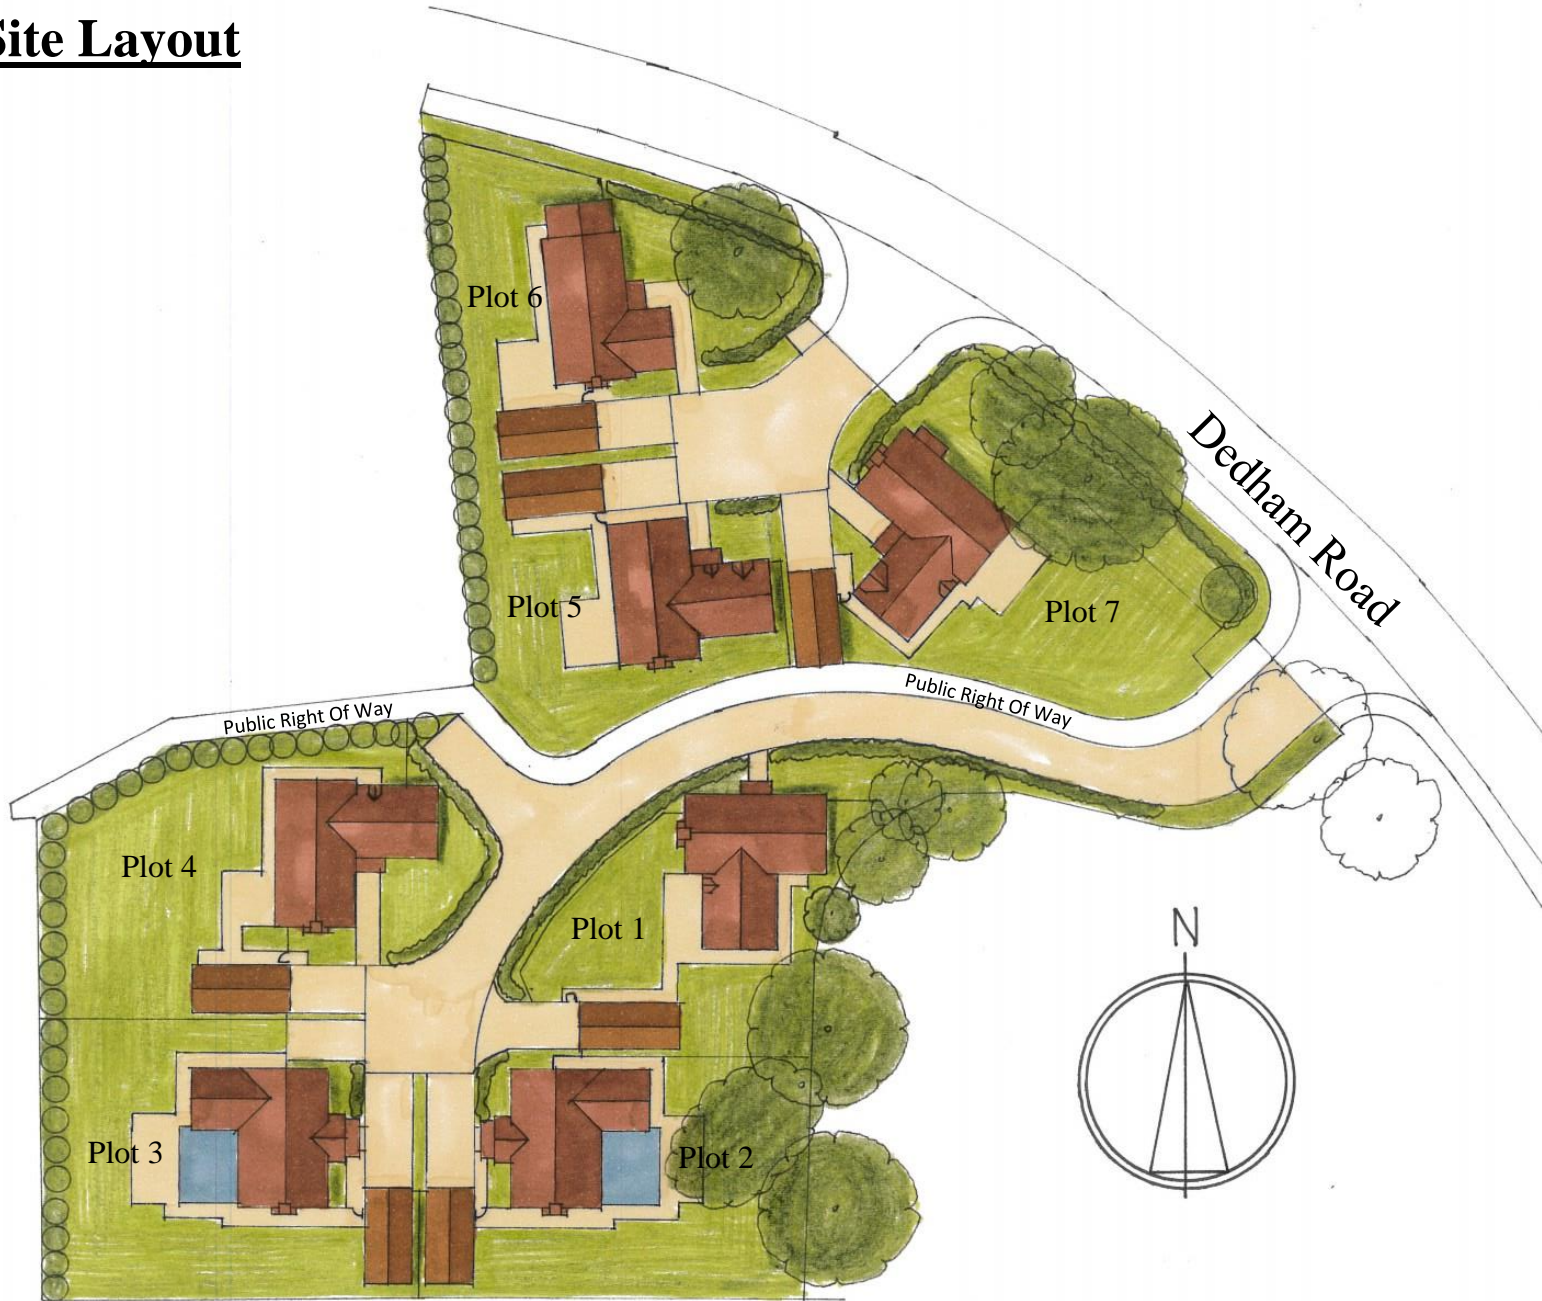 Site Layout
Plot 6
Dedham Road
Plot 5
Plot 7
Public Right Of Way
Public Right Of Way
Plot 4
Plot 1
N
Plot 3
Plot 2